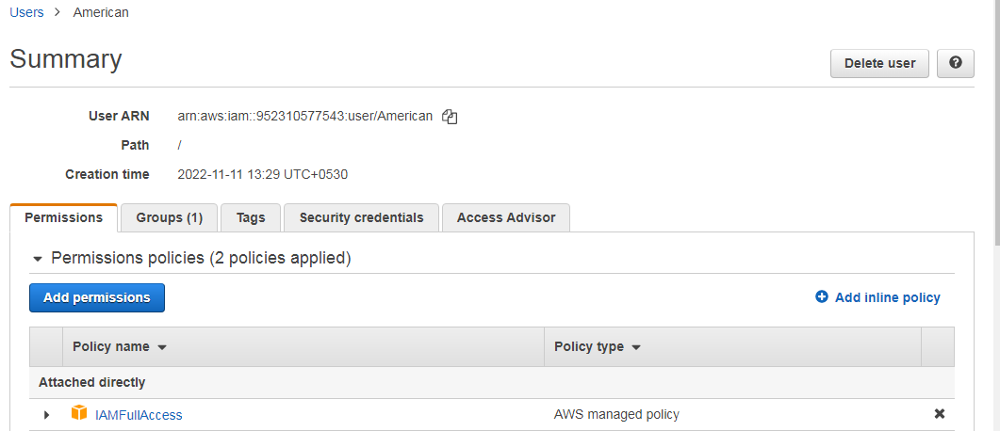 Users > American
Summary
Delete user
User ARN arn:aws:iam::952310577543:user/American
Path /
Creation time 2022-11-11 13:29 UTC+0530
Permissions Groups (1) Tags Security credentials Access Advisor
Permissions policies (2 policies applied)
Add permissions Add inline policy
Policy name Policy type
Attached directly
IAMFullAccess AWS managed policy